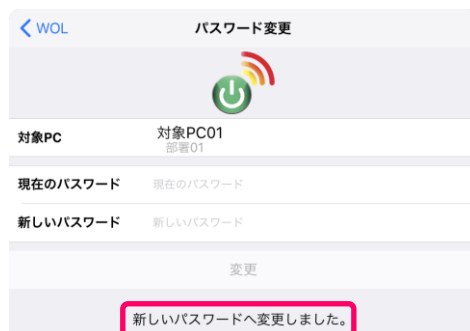 WOL パスワード変更
対象PC 対象PC01
部署01
現在のパスワード 現在のパスワード
新しいパスワード 新しいパスワード
変更
新しいパスワードへ変更しました。